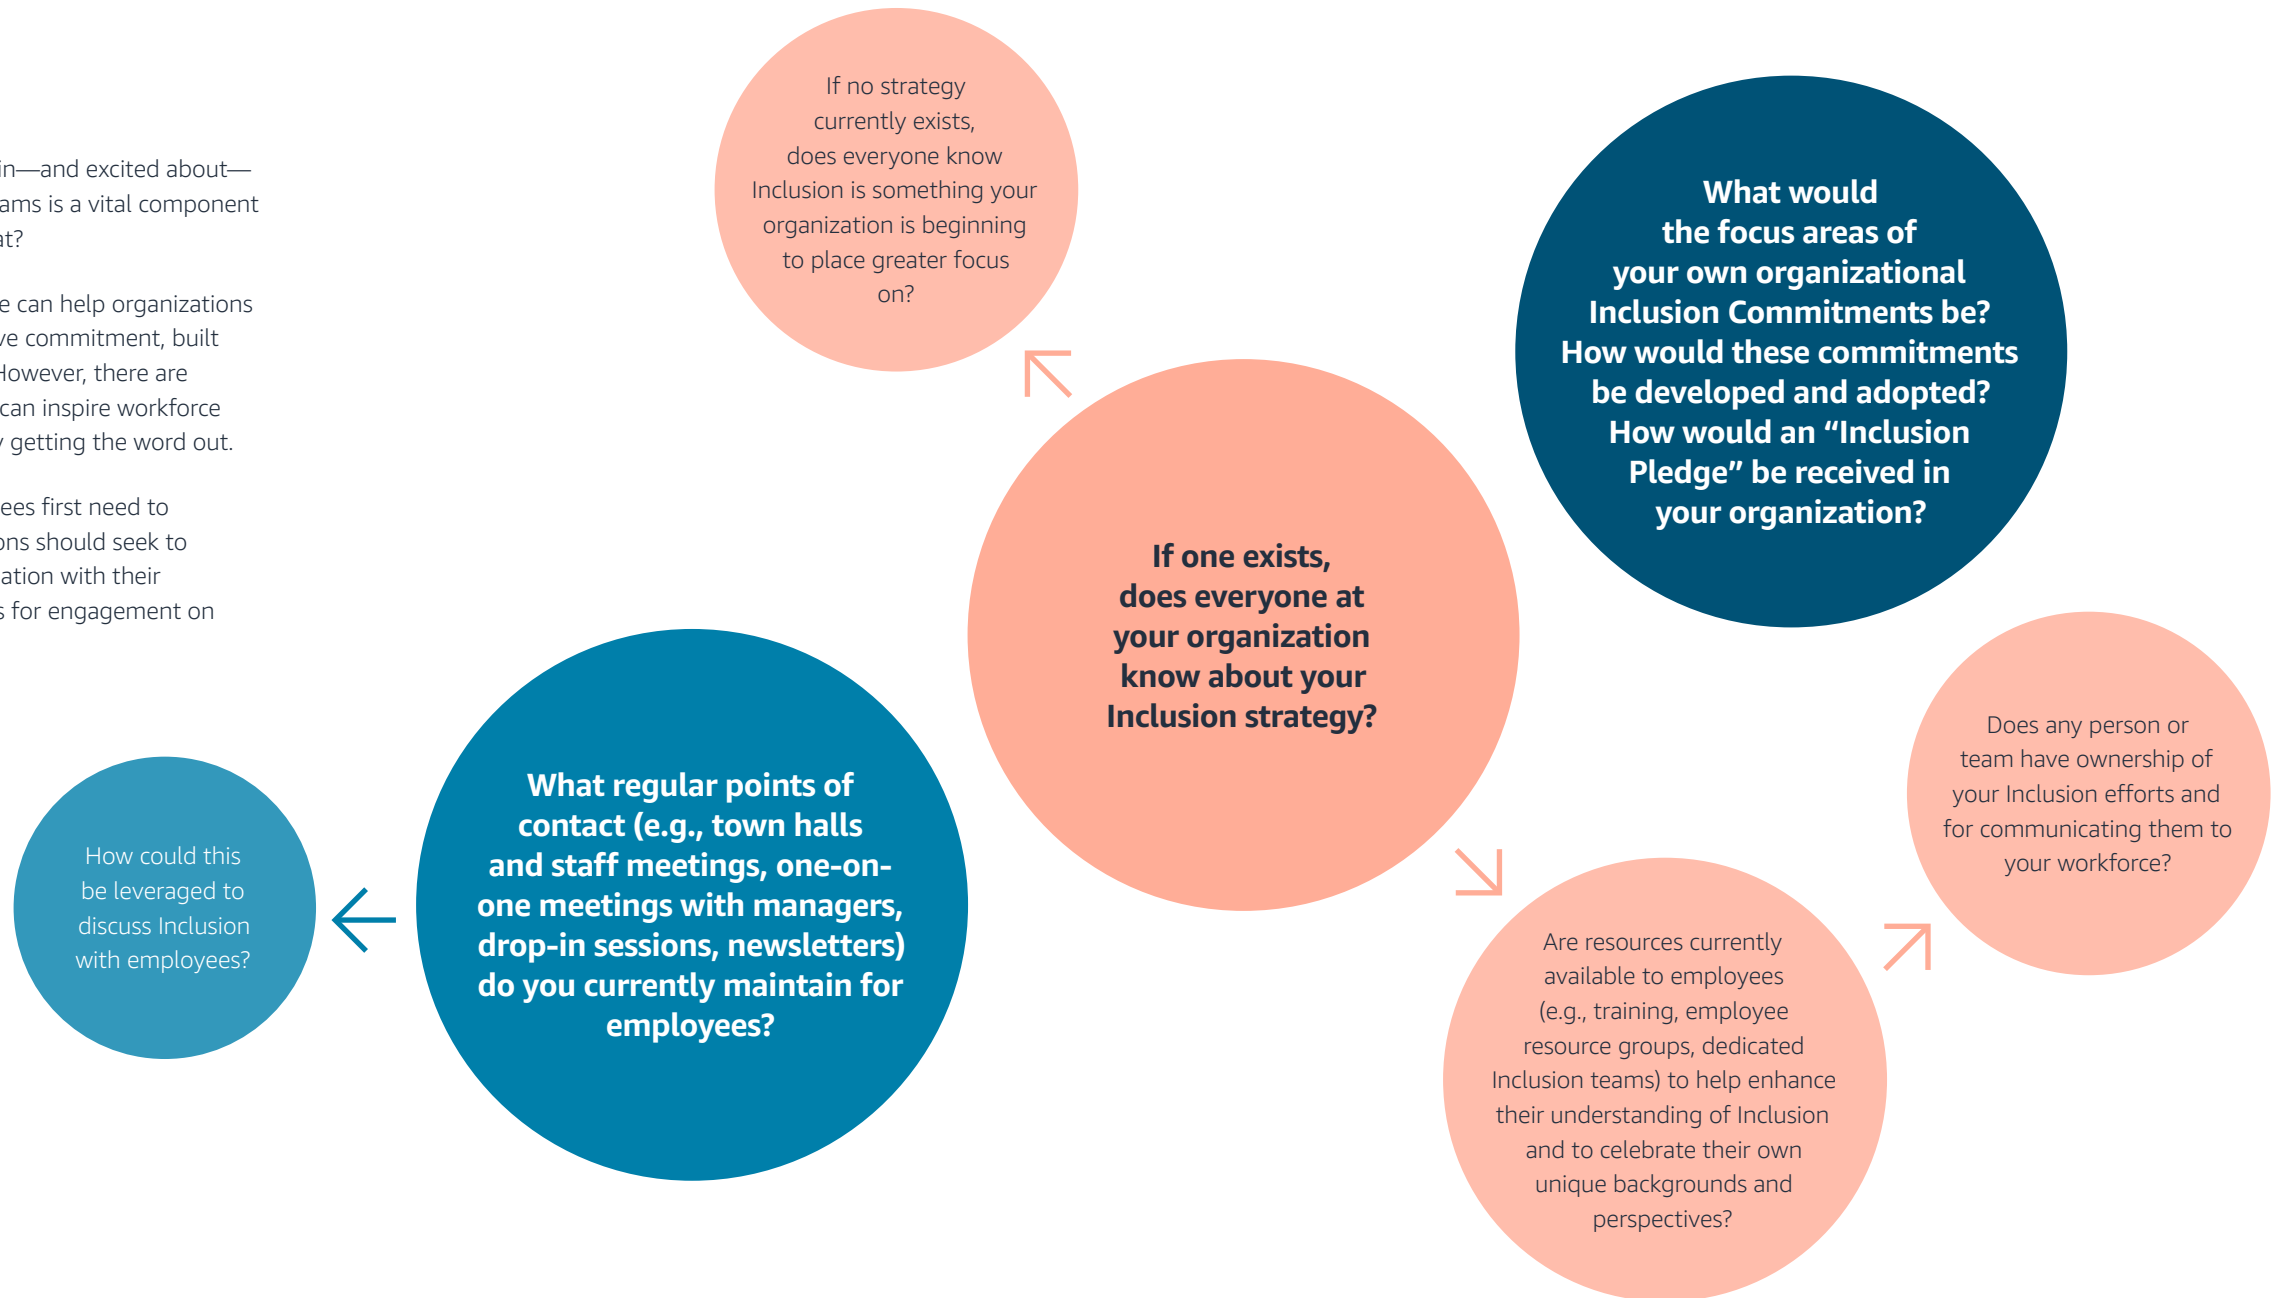 in—and excited about—
ams is a vital component
at?
e can help organizations
ve commitment, built
However, there are
can inspire workforce
y getting the word out.
ees first need to
ons should seek to
ation with their
s for engagement on
If no strategy
currently exists,
does everyone know
Inclusion is something your
organization is beginning
to place greater focus
on?
What would
the focus areas of
your own organizational
Inclusion Commitments be?
How would these commitments
be developed and adopted?
How would an “Inclusion
Pledge” be received in
your organization?
If one exists,
does everyone at
your organization
know about your
Inclusion strategy?
What regular points of
contact (e.g., town halls
and staff meetings, one-on-
one meetings with managers,
drop-in sessions, newsletters)
do you currently maintain for
employees?
How could this
be leveraged to
discuss Inclusion
with employees?
Are resources currently
available to employees
(e.g., training, employee
resource groups, dedicated
Inclusion teams) to help enhance
their understanding of Inclusion
and to celebrate their own
unique backgrounds and
perspectives?
Does any person or
team have ownership of
your Inclusion efforts and
for communicating them to
your workforce?